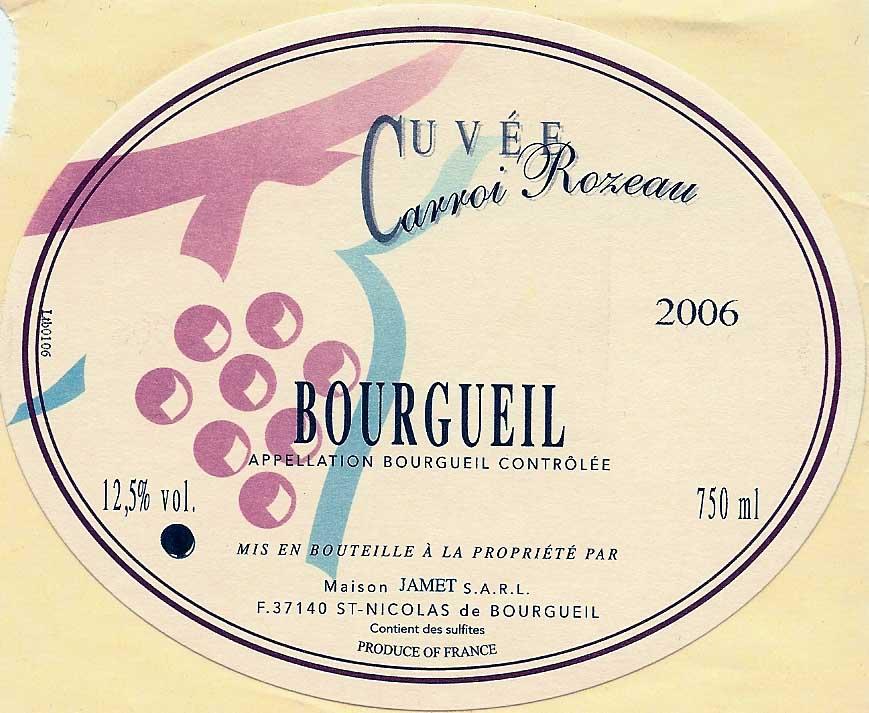 CUVÉE
Carroi Rozeau
2006
Ltb0106
BOURGUEIL
APPELLATION BOURGUEIL CONTRÔLÉE
12,5% vol.
750 ml
MIS EN BOUTEILLE À LA PROPRIÉTÉ PAR
Maison JAMET S.A.R.L.
F.37140 ST-NICOLAS de BOURGUEIL
Contient des sulfites
PRODUCE OF FRANCE